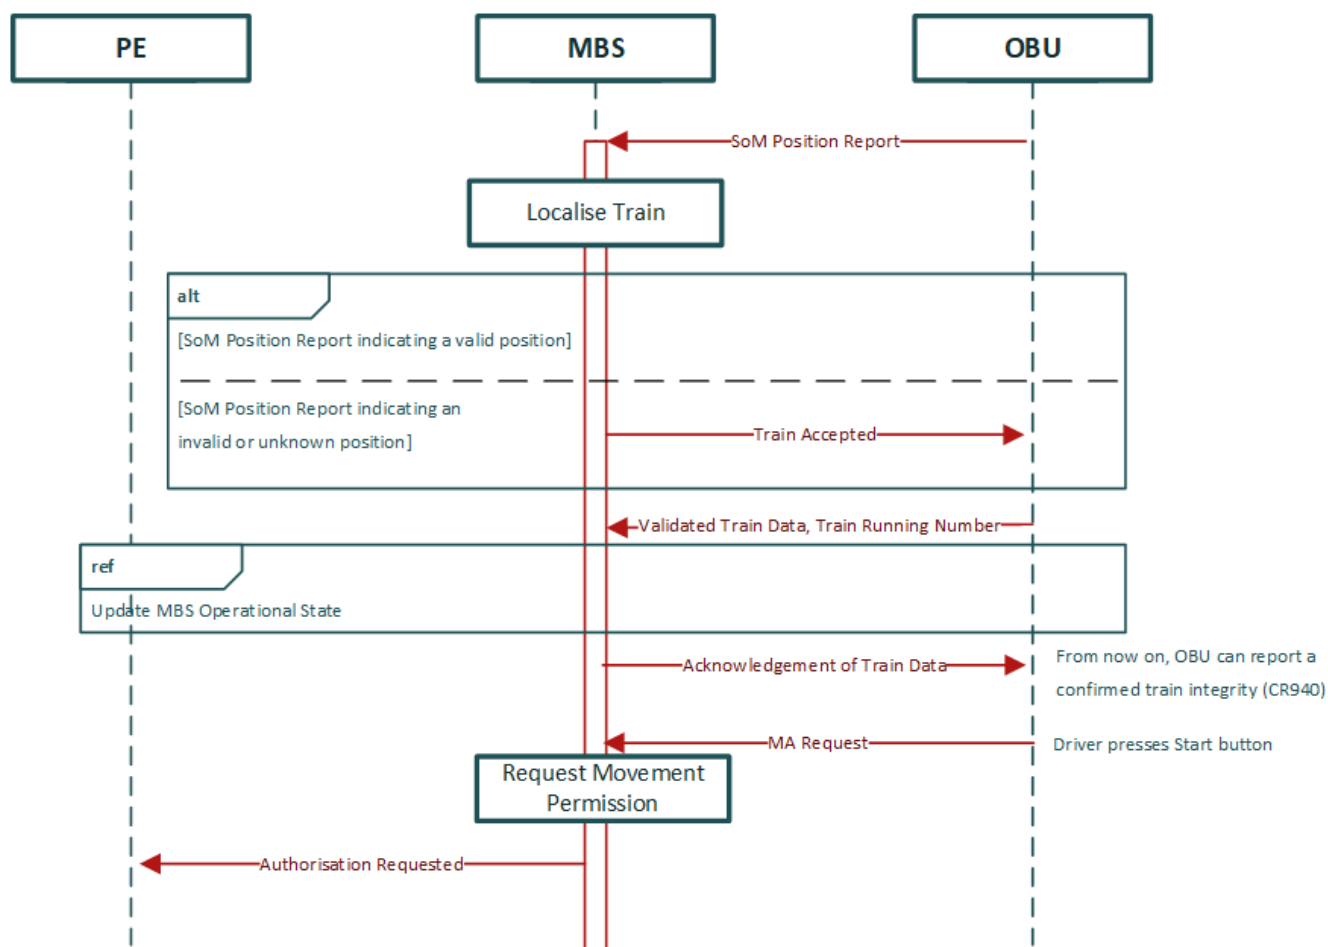 PE
MBS
OBU
SoM Position Report
Localise Train
alt
[SoM Position Report indicating a valid position]
[SoM Position Report indicating an
invalid or unknown position]
Train Accepted
Validated Train Data, Train Running Number
ref
Update MBS Operational State
Acknowledgement of Train Data
From now on, OBU can report a
confirmed train integrity (CR940)
MA Request
Driver presses Start button
Request Movement
Permission
Authorisation Requested